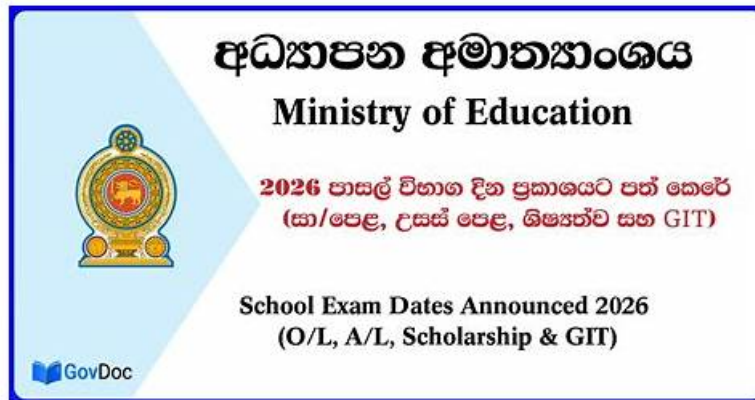 අධ්‍යාපන අමාත්‍යාංශය
Ministry of Education
2026 පාසල් විභාග දින ප්‍රකාශයට පත් කෙරේ
(සා/පෙළ, උසස් පෙළ, ශිෂ්‍යත්ව සහ GIT)
School Exam Dates Announced 2026
(O/L, A/L, Scholarship & GIT)
GovDoc